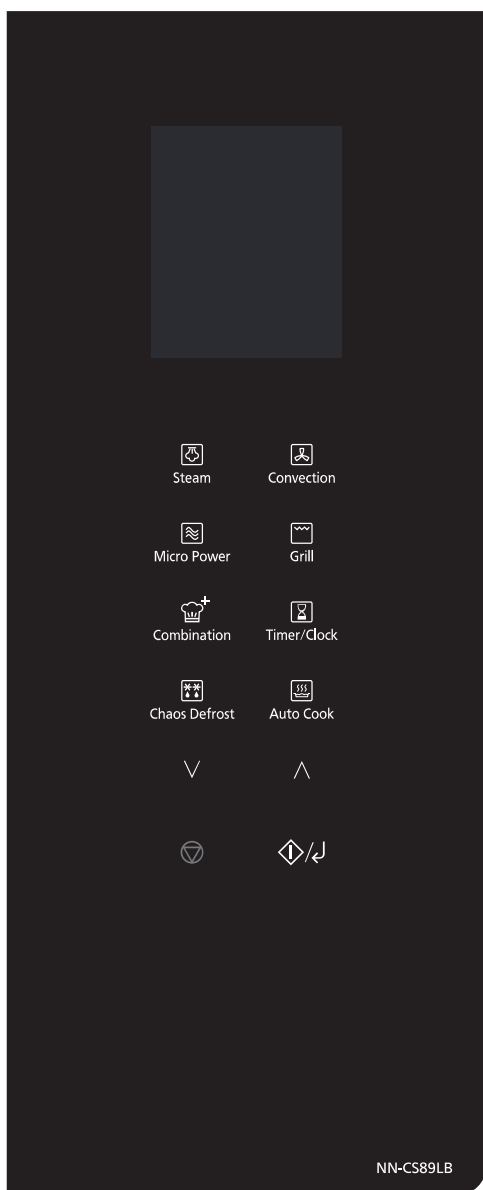 Steam Convection
Micro Power Grill
Combination Timer/Clock
Chaos Defrost Auto Cook
NN-CS89LB